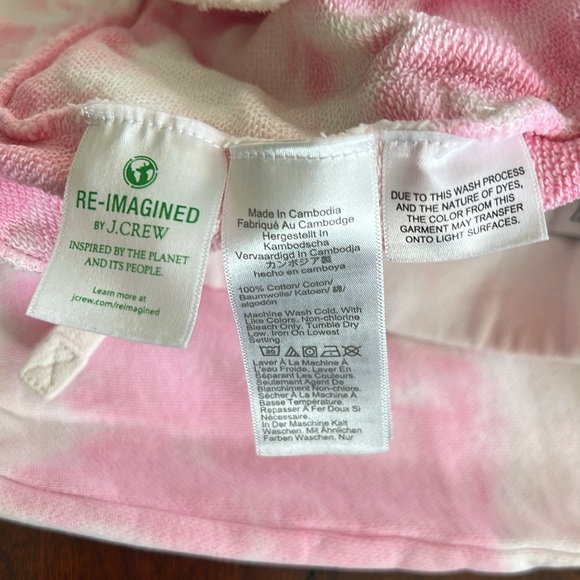 RE-IMAGINED
BY J.CREW
INSPIRED BY THE PLANET
AND ITS PEOPLE.
Learn more at
jcrew.com/reimagined
Made In Cambodia
Fabriqué Au Cambodge
Hergestellt In
Kambodscha
Vervaardigd In Cambodja
カンボジア製
hecho en camboya
100% Cotton/ Coton/
Baumwolle/ Katoen/ 綿/
algodón
Machine Wash Cold, With
Like Colors. Non-chlorine
Bleach Only. Tumble Dry
Low. Iron On Lowest
Setting
Laver À La Machine À
L'eau Froide, Laver En
Séparant Les Couleurs.
Seulement Agent De
Blanchiment Non-chlore.
Sécher À La Machine À
Basse Température.
Repasser À Fer Doux Si
Nécessaire.
In Der Maschine Kalt
Waschen. Mit Ähnlichen
Farben Waschen, Nur
DUE TO THIS WASH PROCESS
AND THE NATURE OF DYES,
THE COLOR FROM THIS
GARMENT MAY TRANSFER
ONTO LIGHT SURFACES.